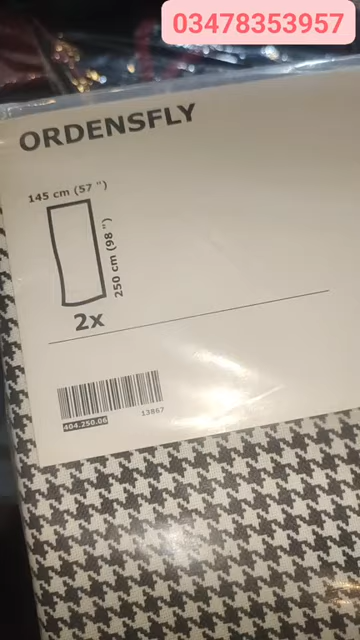 03478353957
ORDENSFLY
145 cm (57 ")
250 cm (98 ")
2x
13867
404.250.06